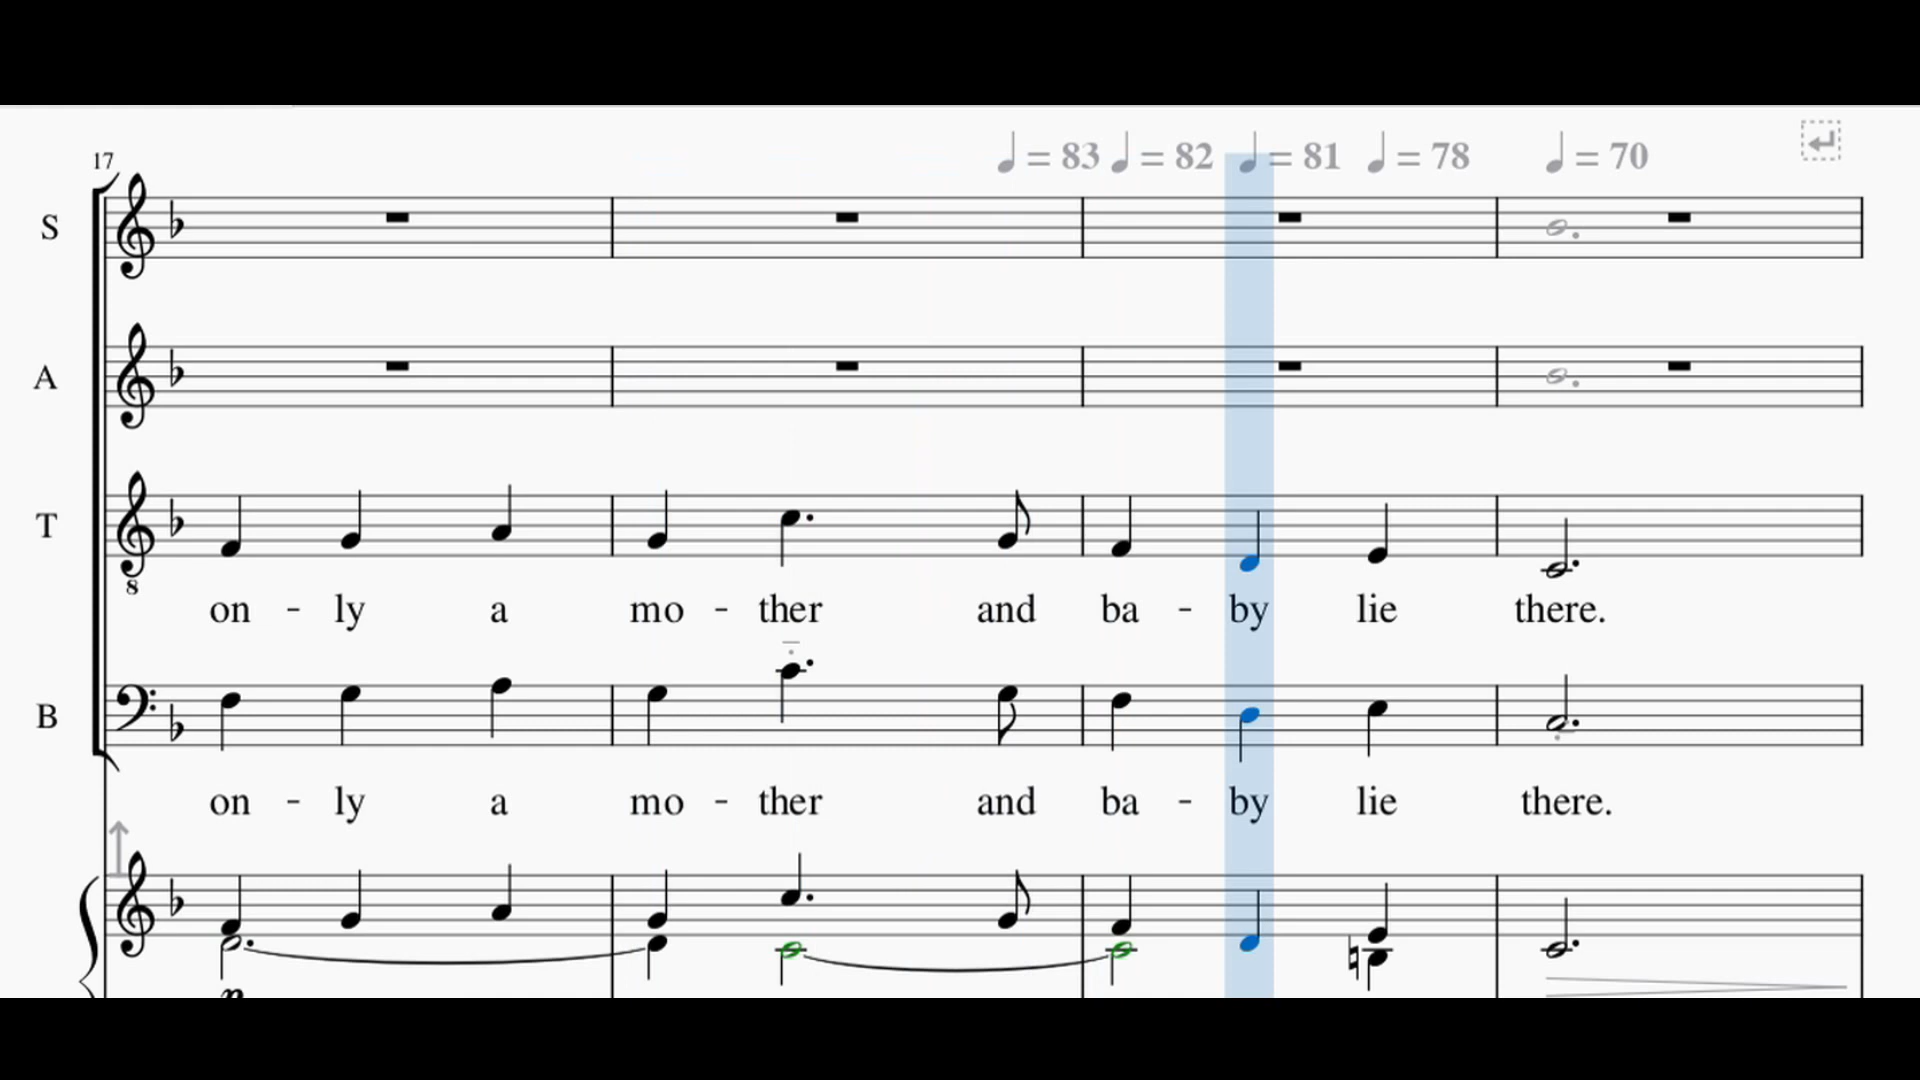 ♩ = 83 ♩ = 82 ♩ = 81 ♩ = 78 ♩ = 70
17
S
A
T
8
on - ly a mo - ther and ba - by lie there.
B
on - ly a mo - ther and ba - by lie there.